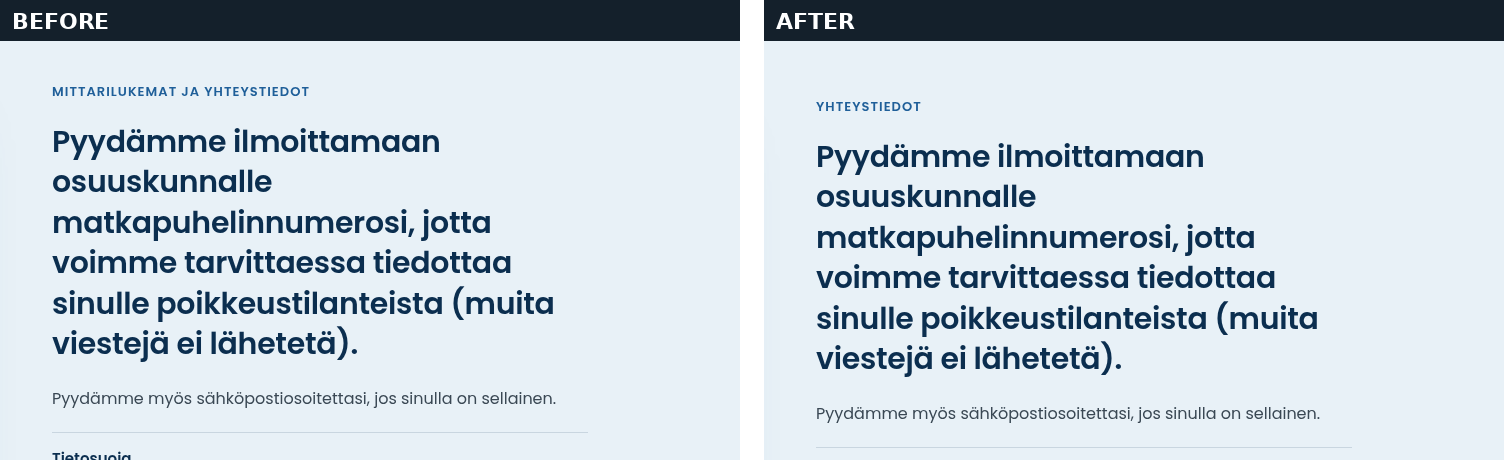 BEFORE
MITTARILUKEMAT JA YHTEYSTIEDOT
Pyydämme ilmoittamaan
osuuskunnalle
matkapuhelinnumerosi, jotta
voimme tarvittaessa tiedottaa
sinulle poikkeustilanteista (muita
viestejä ei lähetetä).
Pyydämme myös sähköpostiosoitettasi, jos sinulla on sellainen.
Tietosuoja
AFTER
YHTEYSTIEDOT
Pyydämme ilmoittamaan
osuuskunnalle
matkapuhelinnumerosi, jotta
voimme tarvittaessa tiedottaa
sinulle poikkeustilanteista (muita
viestejä ei lähetetä).
Pyydämme myös sähköpostiosoitettasi, jos sinulla on sellainen.